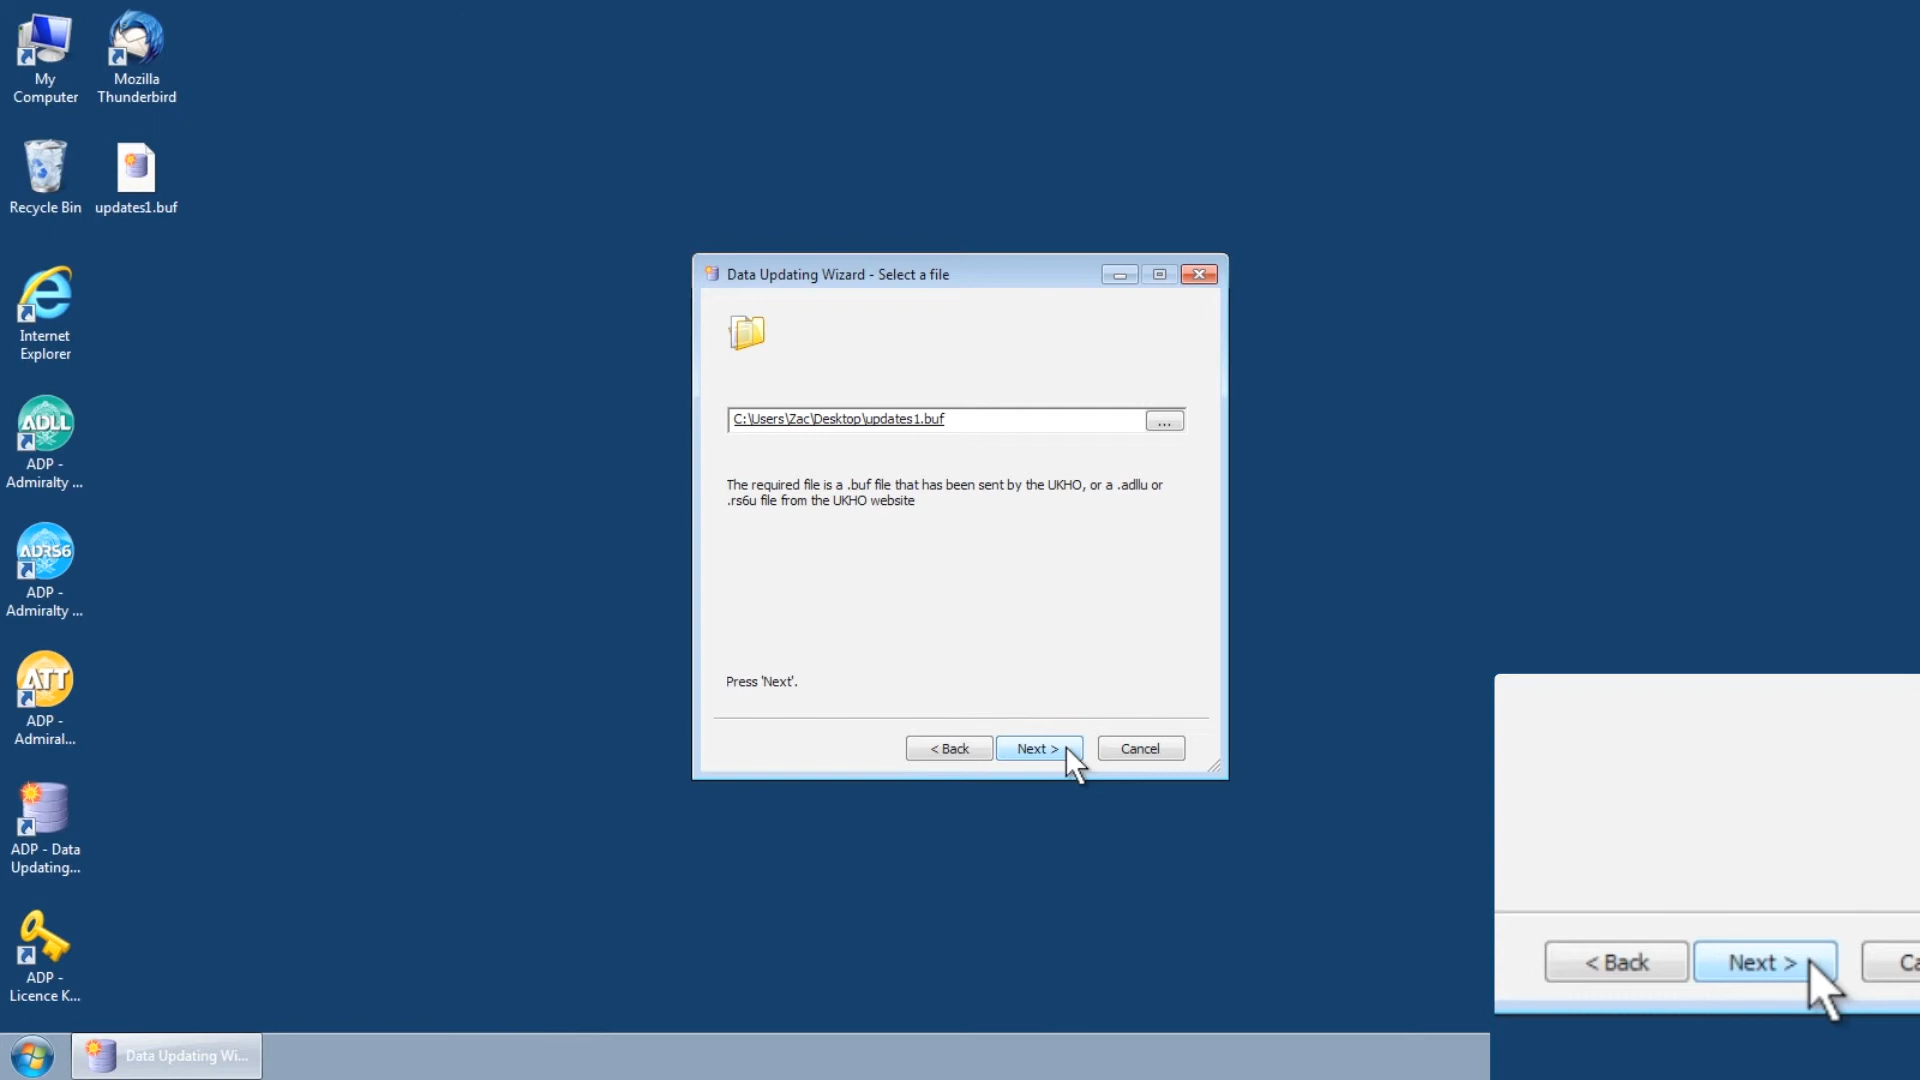 My
Computer
Mozilla
Thunderbird
Recycle Bin
updates1.buf
Internet
Explorer
ADLL
ADP -
Admiralty ...
ADRS6
ADP -
Admiralty ...
ATT
ADP -
Admiral...
ADP - Data
Updating...
ADP -
Licence K...
Data Updating Wizard - Select a file
C:\Users\Zac\Desktop\updates1.buf
...
The required file is a .buf file that has been sent by the UKHO, or a .adllu or
.rs6u file from the UKHO website
Press 'Next'.
< Back Next > Cancel
< Back Next > Ca
Data Updating Wi...